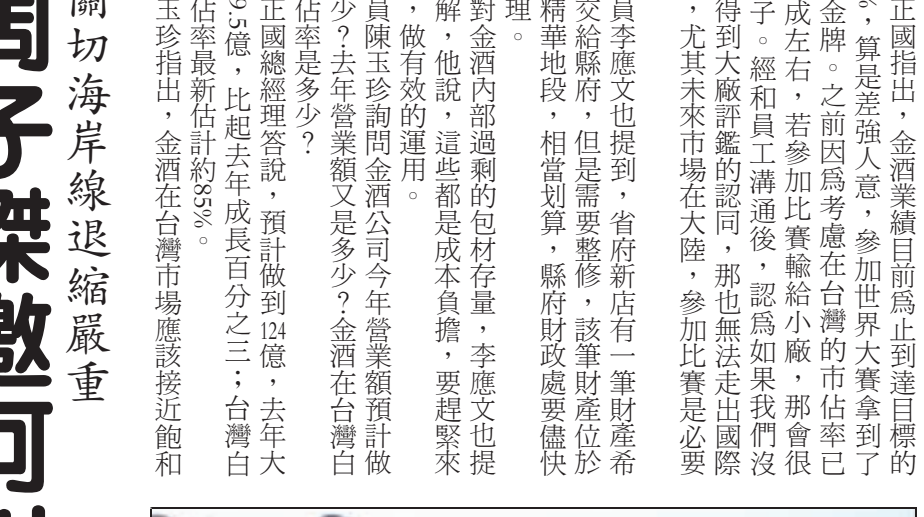 正國指出，金酒業績目前爲止到達目標的
%，算是差強人意，參加世界大賽拿到了
金牌。之前因爲考慮在台灣的市佔率已
成左右，若參加比賽輸給小廠，那會很
子。經和員工溝通後，認爲如果我們沒
得到大廠評鑑的認同，那也無法走出國際
，尤其未來市場在大陸，參加比賽是必要
員李應文也提到，省府新店有一筆財產希
交給縣府，但是需要整修，該筆財產位於
精華地段，相當划算，縣府財政處要儘快
理。
對金酒內部過剩的包材存量，李應文也提
解，他說，這些都是成本負擔，要趕緊來
，做有效的運用。
員陳玉珍詢問金酒公司今年營業額預計做
少？去年營業額又是多少？金酒在台灣白
佔率是多少？
正國總經理答說，預計做到124億，去年大
9.5億，比起去年成長百分之三；台灣白
佔率最新估計約85%。
玉珍指出，金酒在台灣市場應該接近飽和
關切海岸線退縮嚴重
周子傑邀可